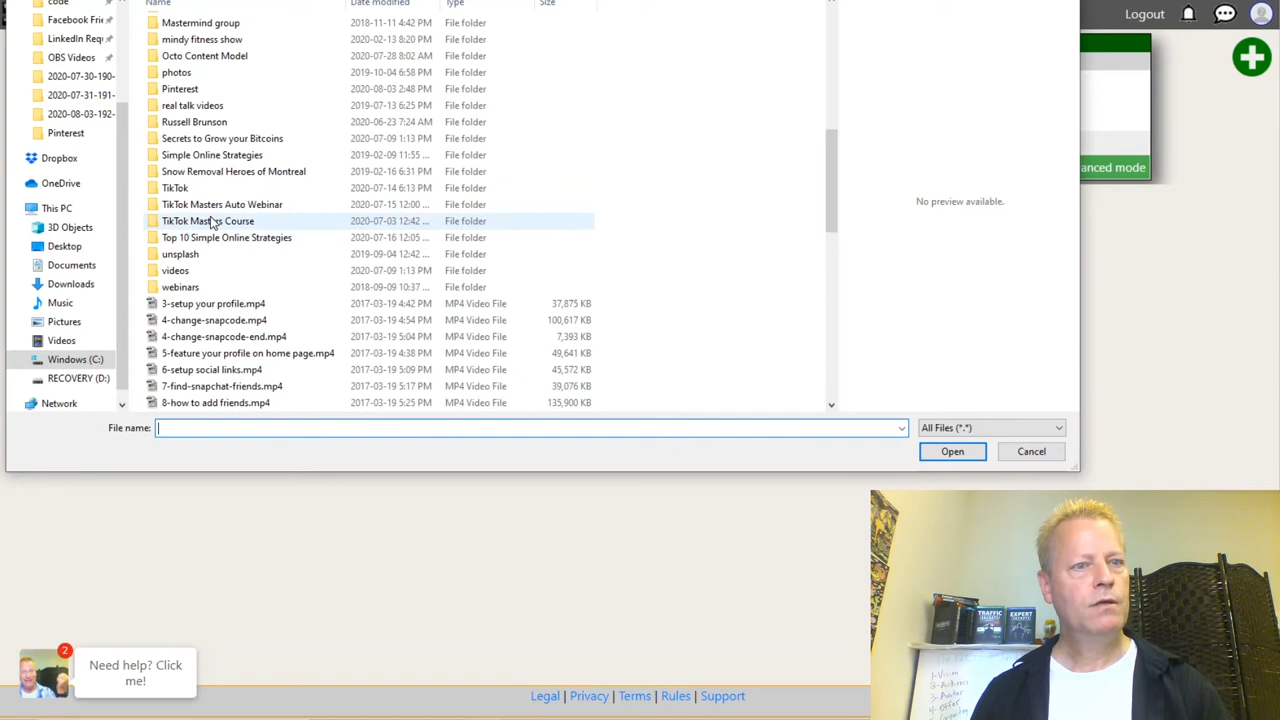 Name Date modified Type Size
code
Facebook Frie
LinkedIn Requ
OBS Videos
2020-07-30-190-
2020-07-31-191-
2020-08-03-192-
Pinterest
Dropbox
OneDrive
This PC
3D Objects
Desktop
Documents
Downloads
Music
Pictures
Videos
Windows (C:)
RECOVERY (D:)
Network
Mastermind group 2018-11-11 4:42 PM File folder
mindy fitness show 2020-02-13 8:20 PM File folder
Octo Content Model 2020-07-28 8:02 AM File folder
photos 2019-10-04 6:58 PM File folder
Pinterest 2020-08-03 2:48 PM File folder
real talk videos 2019-07-13 6:25 PM File folder
Russell Brunson 2020-06-23 7:24 AM File folder
Secrets to Grow your Bitcoins 2020-07-09 1:13 PM File folder
Simple Online Strategies 2019-02-09 11:55 ... File folder
Snow Removal Heroes of Montreal 2019-02-16 6:31 PM File folder
TikTok 2020-07-14 6:13 PM File folder
TikTok Masters Auto Webinar 2020-07-15 12:00 ... File folder
TikTok Masters Course 2020-07-03 12:42 ... File folder
Top 10 Simple Online Strategies 2020-07-16 12:05 ... File folder
unsplash 2019-09-04 12:42 ... File folder
videos 2020-07-09 1:13 PM File folder
webinars 2018-09-09 10:37 ... File folder
3-setup your profile.mp4 2017-03-19 4:42 PM MP4 Video File 37,875 KB
4-change-snapcode.mp4 2017-03-19 4:54 PM MP4 Video File 100,617 KB
4-change-snapcode-end.mp4 2017-03-19 5:04 PM MP4 Video File 7,393 KB
5-feature your profile on home page.mp4 2017-03-19 4:38 PM MP4 Video File 49,641 KB
6-setup social links.mp4 2017-03-19 5:09 PM MP4 Video File 45,572 KB
7-find-snapchat-friends.mp4 2017-03-19 5:17 PM MP4 Video File 39,076 KB
8-how to add friends.mp4 2017-03-19 5:25 PM MP4 Video File 135,900 KB
No preview available.
File name: All Files (*.*)
Open Cancel
Logout
anced mode
2
Need help? Click
me!
Legal | Privacy | Terms | Rules | Support
TRAFFIC
SECRETS
EXPERT
SECRETS
1-Vision
2-Audience
3-Avatar
4-Offer